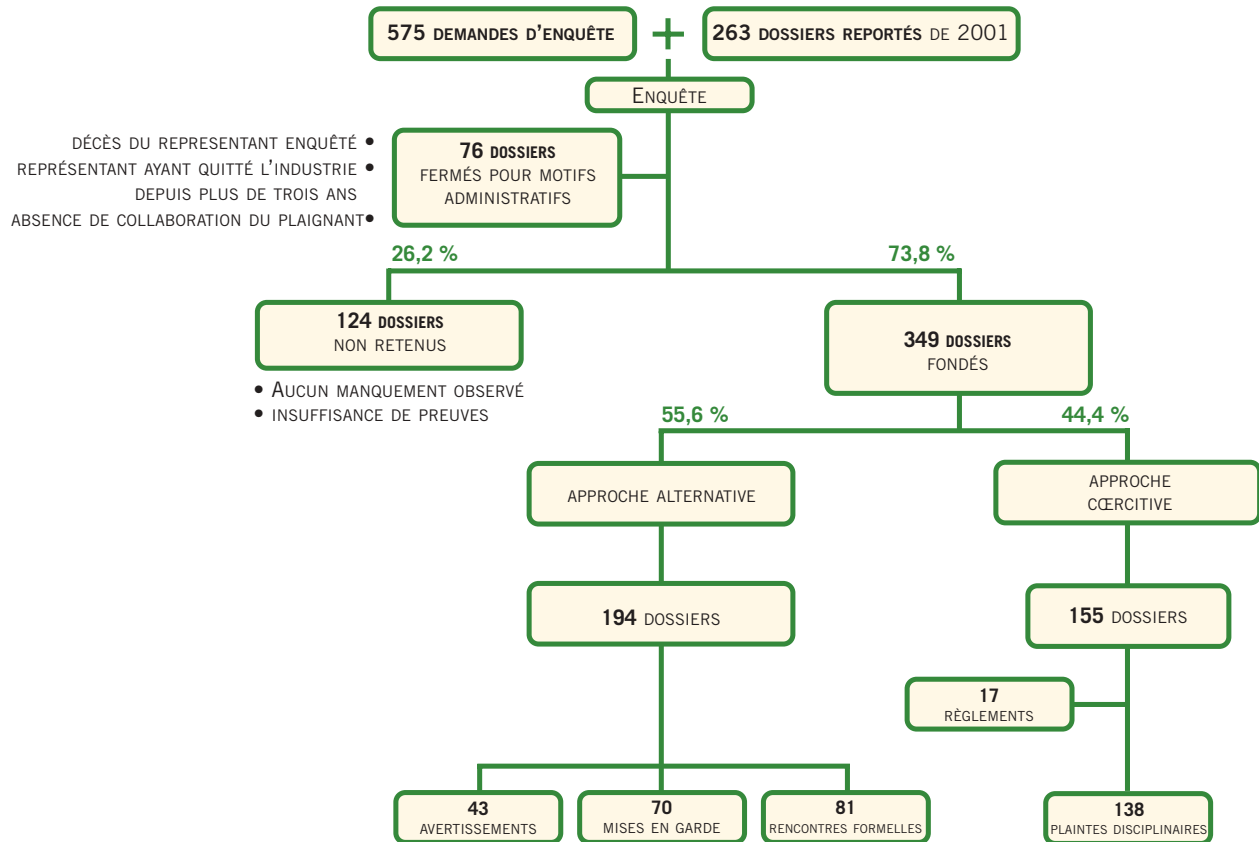 575 DEMANDES D'ENQUÊTE + 263 DOSSIERS REPORTÉS DE 2001
ENQUÊTE
DÉCÈS DU REPRESENTANT ENQUÊTÉ •
REPRÉSENTANT AYANT QUITTÉ L'INDUSTRIE •
DEPUIS PLUS DE TROIS ANS
ABSENCE DE COLLABORATION DU PLAIGNANT •
76 DOSSIERS
FERMÉS POUR MOTIFS
ADMINISTRATIFS
26,2 %
73,8 %
124 DOSSIERS
NON RETENUS
• AUCUN MANQUEMENT OBSERVÉ
• INSUFFISANCE DE PREUVES
349 DOSSIERS
FONDÉS
55,6 %
44,4 %
APPROCHE ALTERNATIVE
APPROCHE
CŒRCITIVE
194 DOSSIERS
155 DOSSIERS
17
RÈGLEMENTS
43
AVERTISSEMENTS
70
MISES EN GARDE
81
RENCONTRES FORMELLES
138
PLAINTES DISCIPLINAIRES